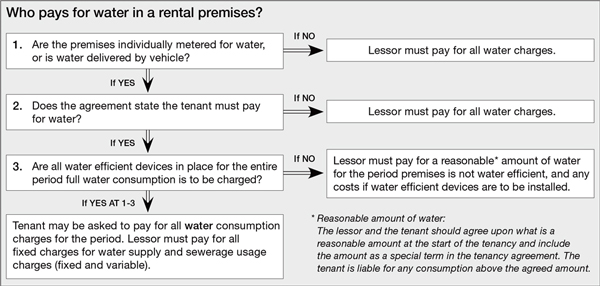 Who pays for water in a rental premises?
1. Are the premises individually metered for water,
or is water delivered by vehicle?
If NO
Lessor must pay for all water charges.
If YES
2. Does the agreement state the tenant must pay
for water?
If NO
Lessor must pay for all water charges.
If YES
3. Are all water efficient devices in place for the entire
period full water consumption is to be charged?
If NO
Lessor must pay for a reasonable* amount of water
for the period premises is not water efficient, and any
costs if water efficient devices are to be installed.
If YES AT 1-3
Tenant may be asked to pay for all water consumption
charges for the period. Lessor must pay for all
fixed charges for water supply and sewerage usage
charges (fixed and variable).
* Reasonable amount of water:
The lessor and the tenant should agree upon what is a
reasonable amount at the start of the tenancy and include
the amount as a special term in the tenancy agreement. The
tenant is liable for any consumption above the agreed amount.